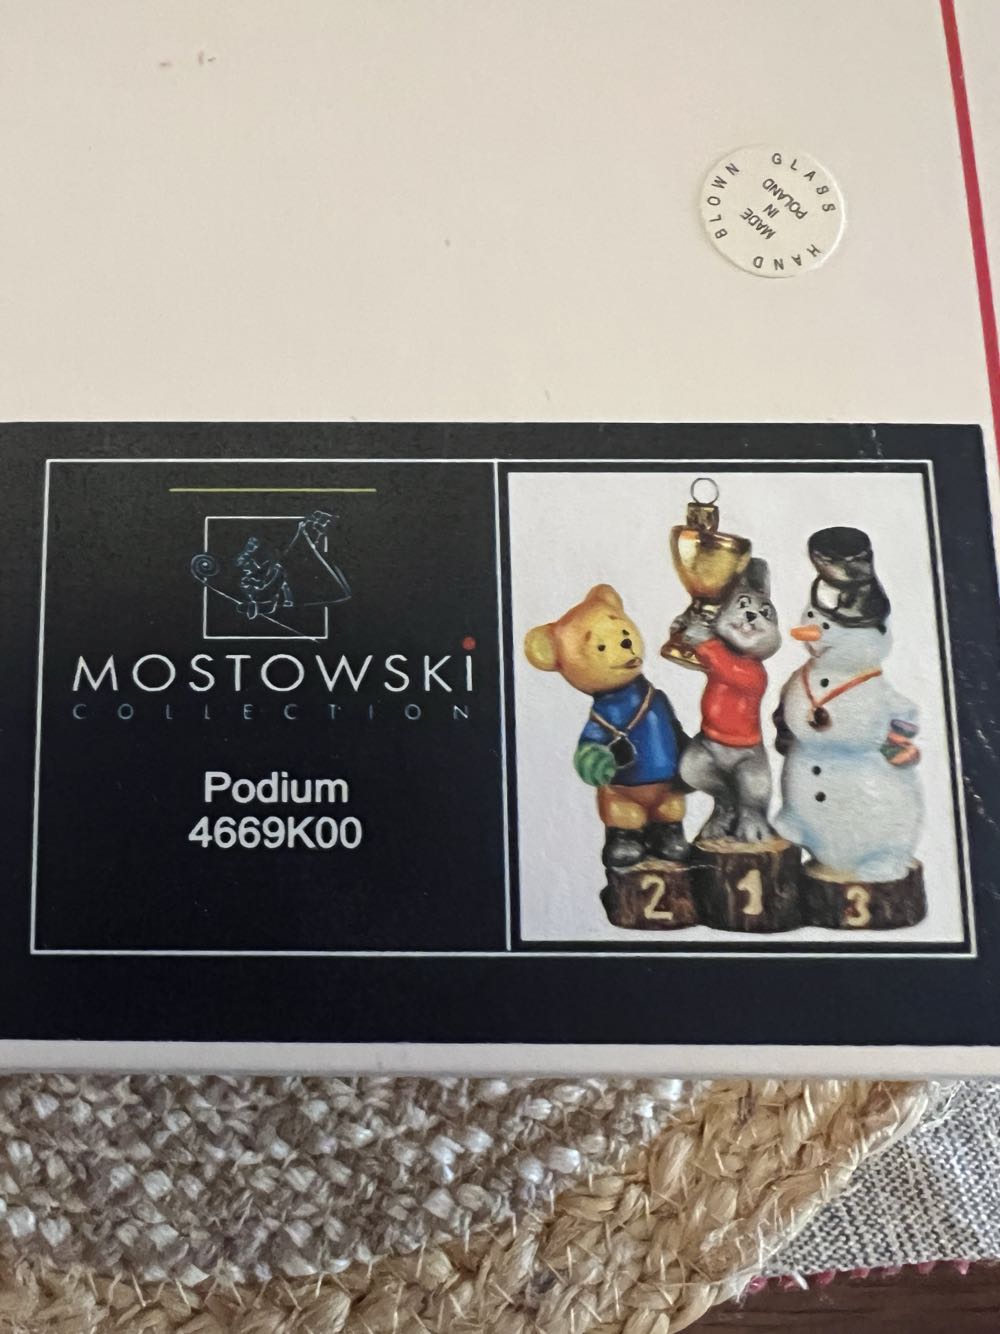 HAND BLOWN GLASS
MADE
IN
POLAND
MOSTOWSKi
COLLECTION
Podium
4669K00
2
1
3